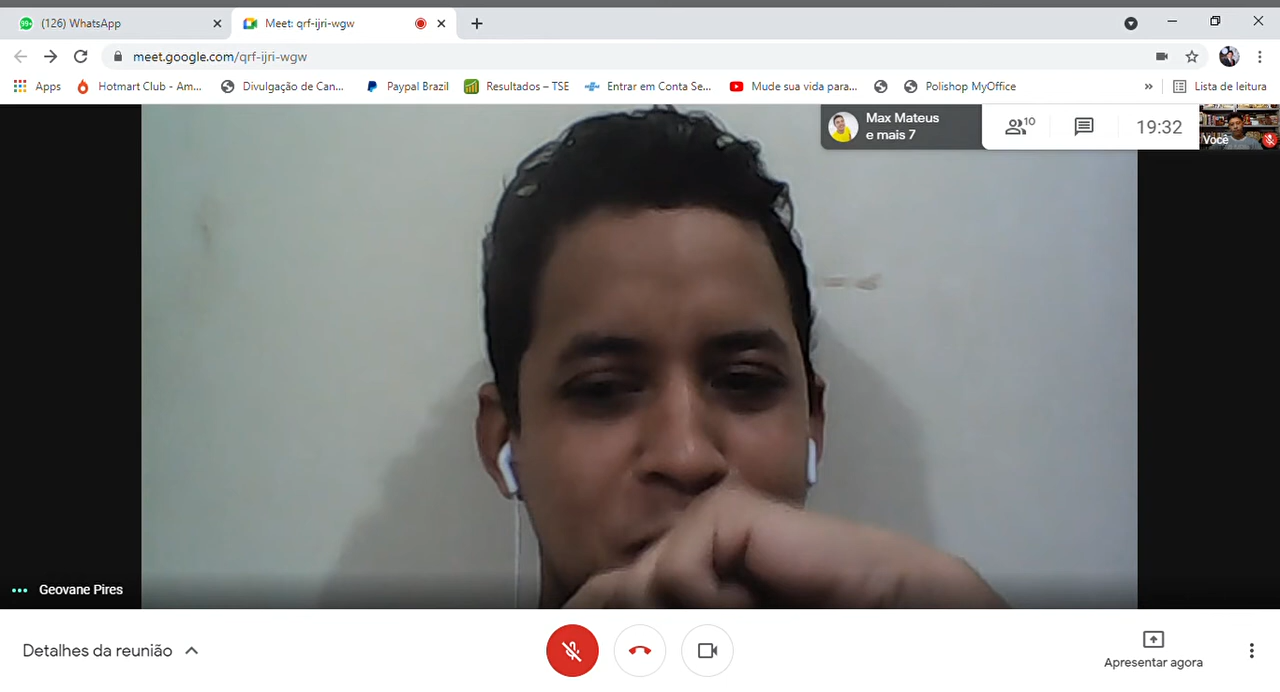 99+
(126) WhatsApp
Meet: qrf-ijri-wgw
meet.google.com/qrf-ijri-wgw
Apps
Hotmart Club - Am...
Divulgação de Can...
Paypal Brazil
Resultados – TSE
Entrar em Conta Se...
Mude sua vida para...
Polishop MyOffice
»
Lista de leitura
Max Mateus
e mais 7
10
19:32
Você
Geovane Pires
Detalhes da reunião
Apresentar agora